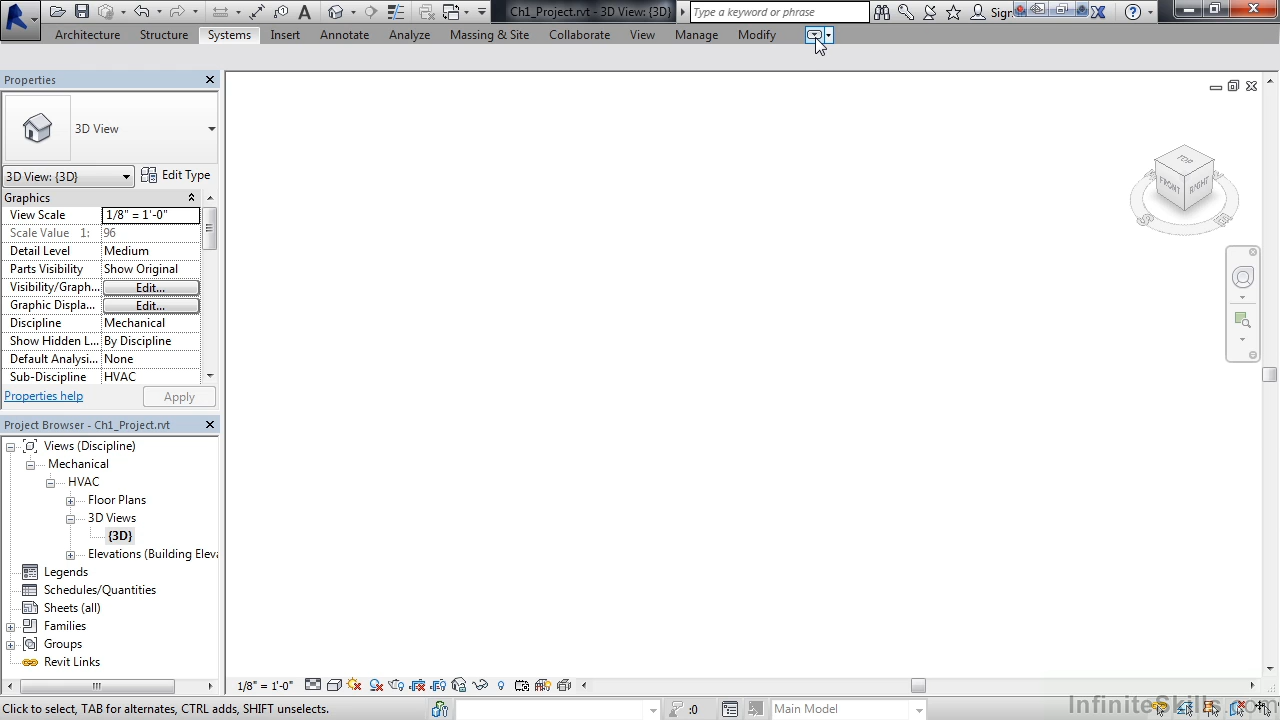 Ch1_Project.rvt - 3D View: {3D}
Type a keyword or phrase
Sign
Structure
Systems
Insert
Annotate
Analyze
Massing & Site
Collaborate
View
Manage
Modify
Properties
3D View
3D View: {3D}
Edit Type
Graphics
View Scale 1/8" = 1'-0"
Scale Value 1: 96
Detail Level Medium
Parts Visibility Show Original
Visibility/Graph... Edit...
Graphic Displa... Edit...
Discipline Mechanical
Show Hidden L... By Discipline
Default Analysi... None
Sub-Discipline HVAC
Properties help
Apply
TOP
FRONT
RIGHT
Project Browser - Ch1_Project.rvt
Views (Discipline)
Mechanical
HVAC
Floor Plans
3D Views
{3D}
Elevations (Building Eleva
Legends
Schedules/Quantities
Sheets (all)
Families
Groups
Revit Links
1/8" = 1'-0"
Click to select, TAB for alternates, CTRL adds, SHIFT unselects.
:0
Main Model
InfiniteSkills.com